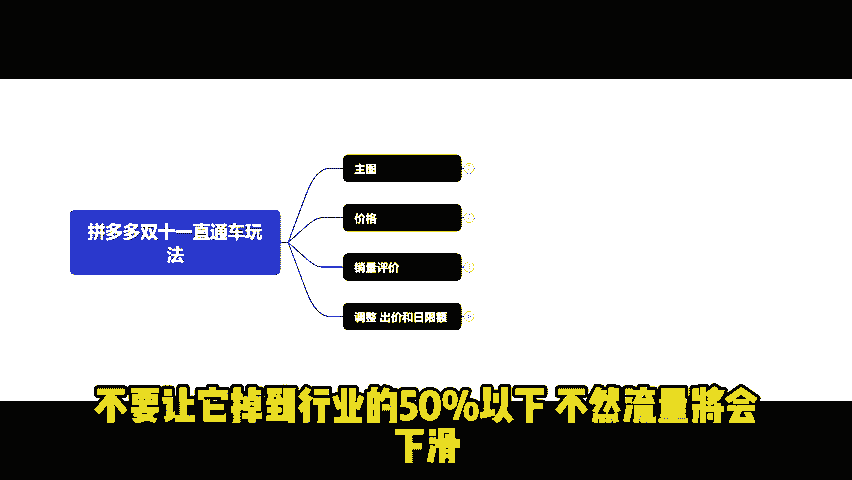 拼多多双十一直通车玩
法
主图
价格
销量评价
调整 出价和日限额
不要让它掉到行业的50%以下 不然流量將会
下滑